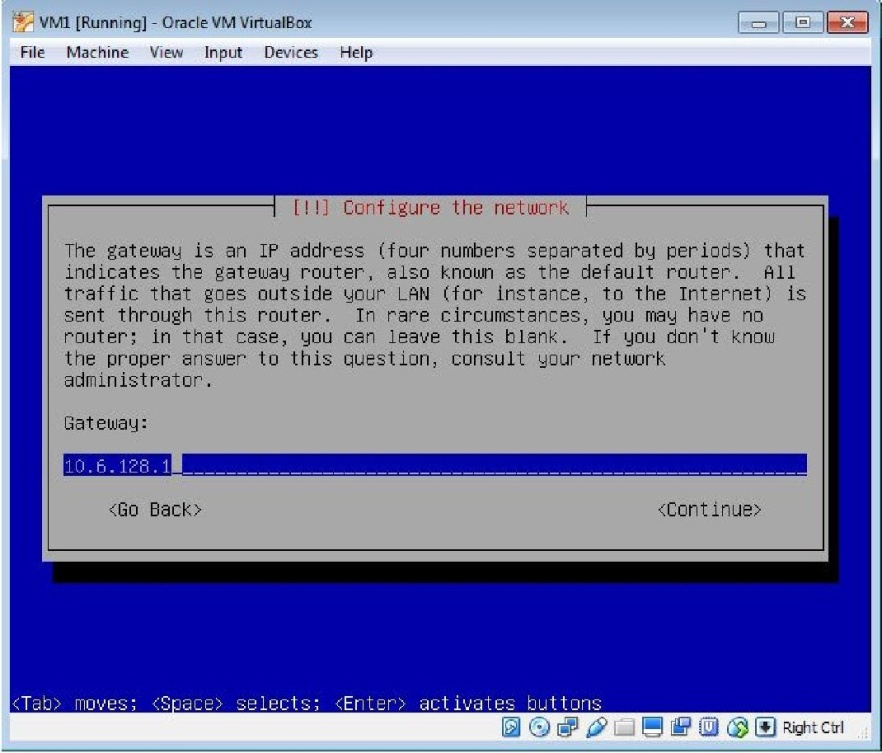 VM1 [Running] - Oracle VM VirtualBox
File Machine View Input Devices Help
[!!] Configure the network
The gateway is an IP address (four numbers separated by periods) that
indicates the gateway router, also known as the default router. All
traffic that goes outside your LAN (for instance, to the Internet) is
sent through this router. In rare circumstances, you may have no
router; in that case, you can leave this blank. If you don't know
the proper answer to this question, consult your network
administrator.
Gateway:
10.6.128.1
<Go Back> <Continue>
<Tab> moves; <Space> selects; <Enter> activates buttons
Right Ctrl